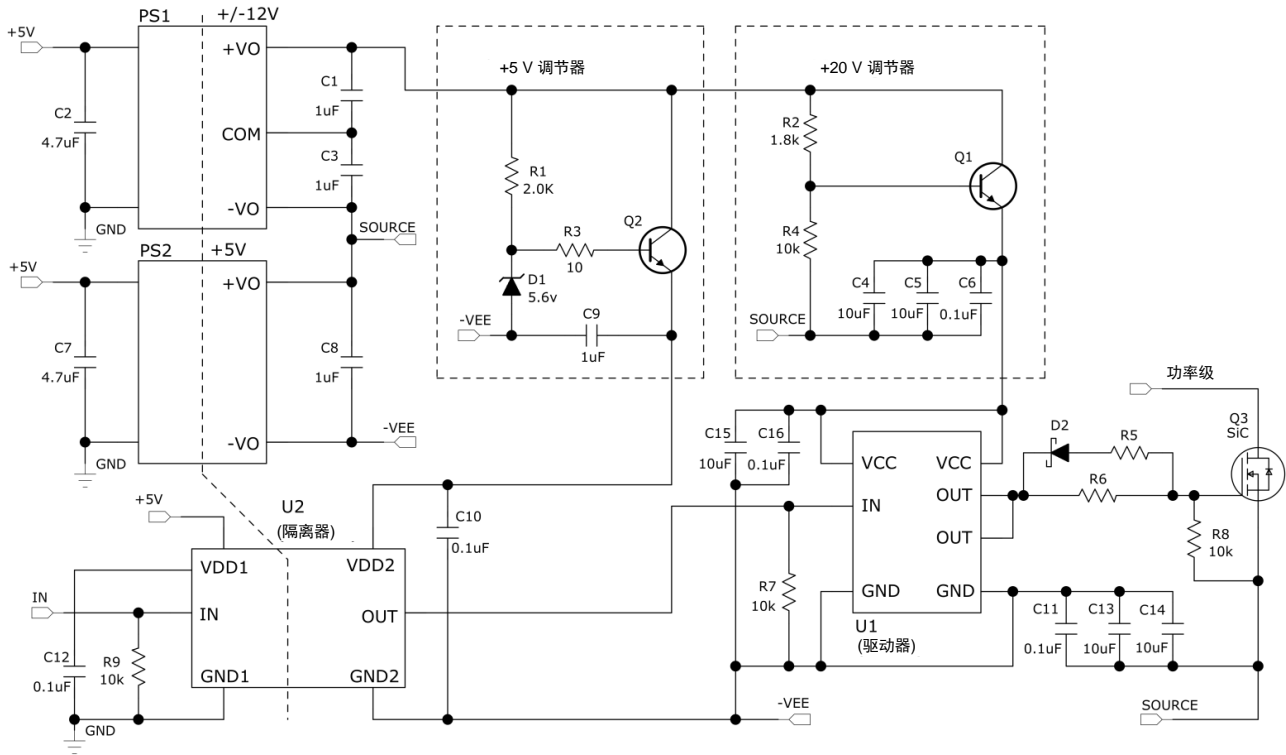 PS1
+/-12V
+5V
+VO
C1
1uF
C2
4.7uF
COM
C3
1uF
-VO
GND
SOURCE
PS2
+5V
+5V
+VO
C7
4.7uF
C8
1uF
-VO
-VEE
GND
+5 V 调节器
R1
2.0K
Q2
R3
10
D1
5.6v
-VEE
C9
1uF
+20 V 调节器
R2
1.8k
Q1
R4
10k
C4
10uF
C5
10uF
C6
0.1uF
SOURCE
功率级
Q3
SiC
C15
10uF
C16
0.1uF
VCC
VCC
IN
OUT
OUT
GND
GND
U1
(驱动器)
D2
R5
R6
R8
10k
R7
10k
C11
0.1uF
C13
10uF
C14
10uF
-VEE
SOURCE
+5V
U2
(隔离器)
C10
0.1uF
VDD1
VDD2
IN
IN
OUT
GND1
GND2
C12
0.1uF
R9
10k
GND